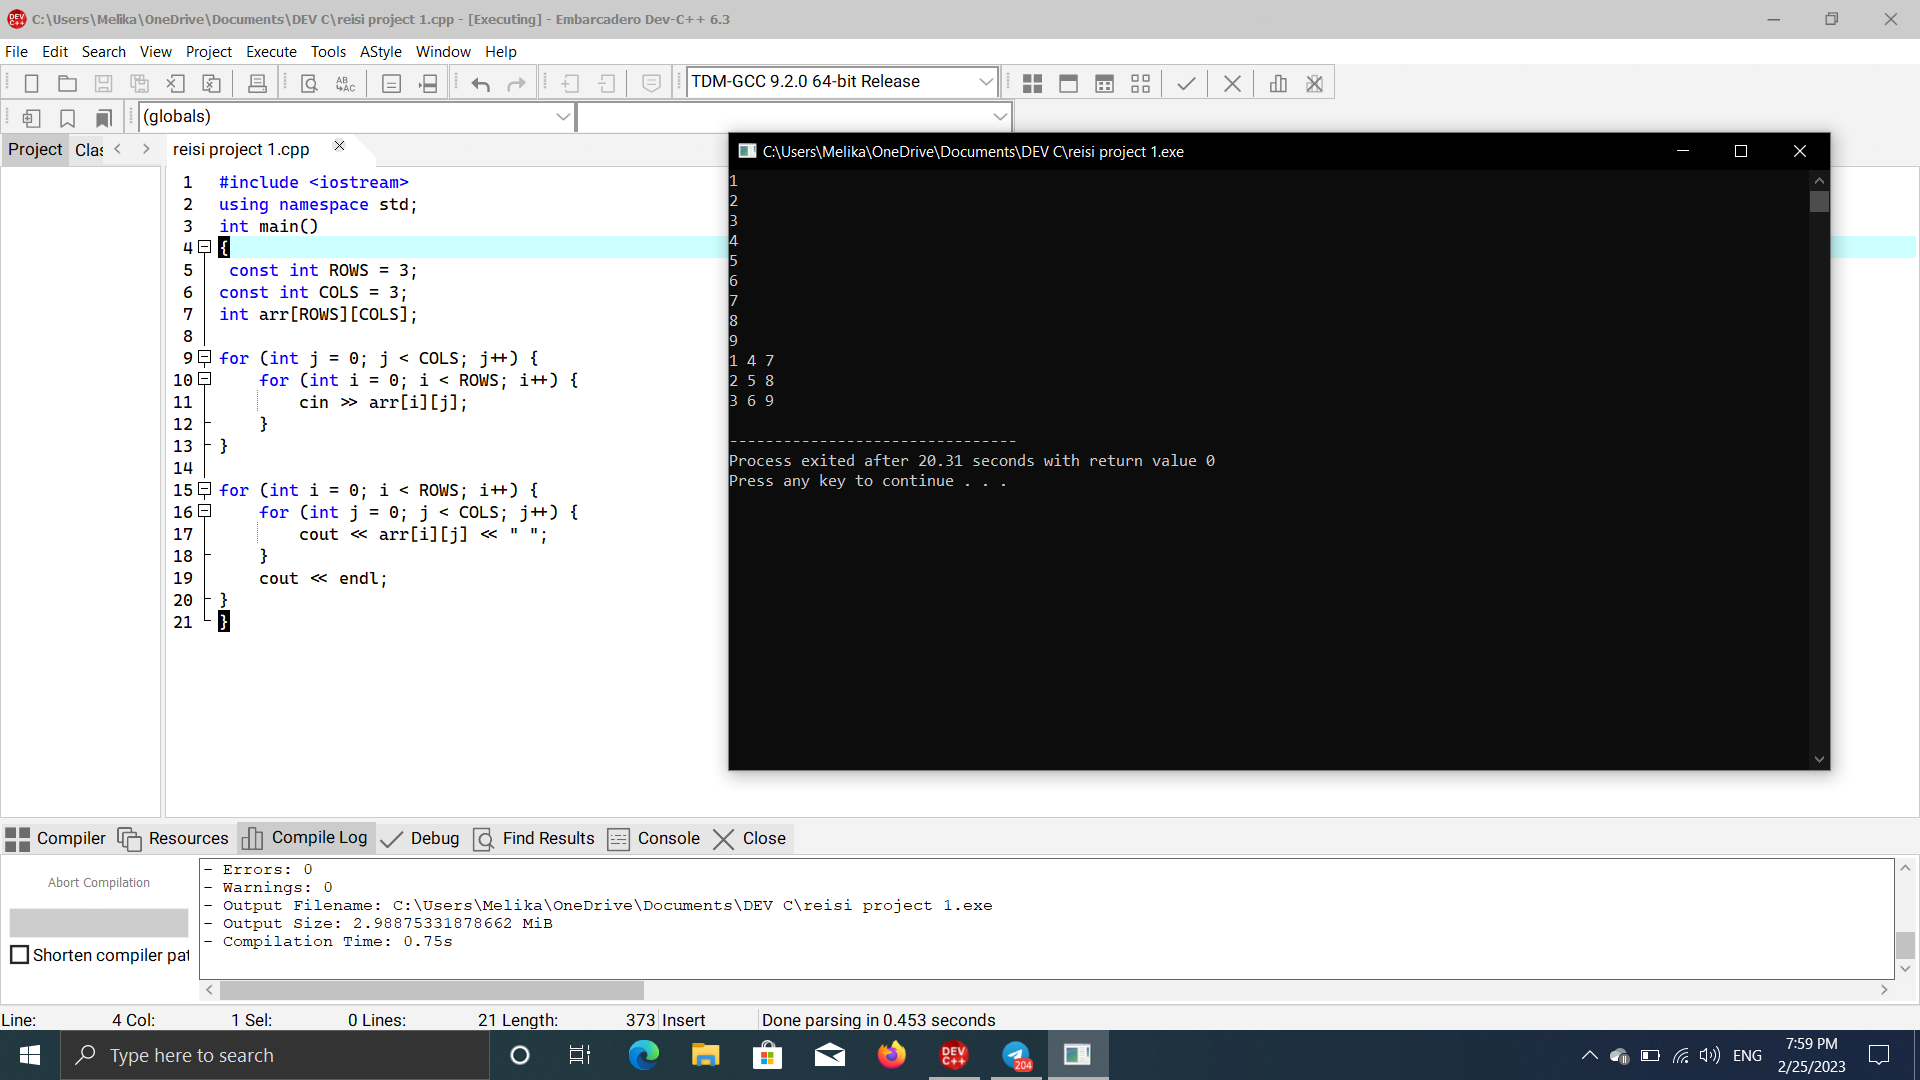 C:\Users\Melika\OneDrive\Documents\DEV C\reisi project 1.cpp - [Executing] - Embarcadero Dev-C++ 6.3
File Edit Search View Project Execute Tools AStyle Window Help
TDM-GCC 9.2.0 64-bit Release
(globals)
Project Clas reisi project 1.cpp
1 #include <iostream>
2 using namespace std;
3 int main()
4 {
5 const int ROWS = 3;
6 const int COLS = 3;
7 int arr[ROWS][COLS];
8
9 for (int j = 0; j < COLS; j++) {
10 for (int i = 0; i < ROWS; i++) {
11 cin >> arr[i][j];
12 }
13 }
14
15 for (int i = 0; i < ROWS; i++) {
16 for (int j = 0; j < COLS; j++) {
17 cout << arr[i][j] << " ";
18 }
19 cout << endl;
20 }
21 }
C:\Users\Melika\OneDrive\Documents\DEV C\reisi project 1.exe
1
2
3
4
5
6
7
8
9
1 4 7
2 5 8
3 6 9
--------------------------------
Process exited after 20.31 seconds with return value 0
Press any key to continue . . .
Compiler Resources Compile Log Debug Find Results Console Close
Abort Compilation
Shorten compiler pat
- Errors: 0
- Warnings: 0
- Output Filename: C:\Users\Melika\OneDrive\Documents\DEV C\reisi project 1.exe
- Output Size: 2.98875331878662 MiB
- Compilation Time: 0.75s
Line: 4 Col: 1 Sel: 0 Lines: 21 Length: 373 Insert Done parsing in 0.453 seconds
Type here to search
DEV C++
204
ENG
7:59 PM
2/25/2023